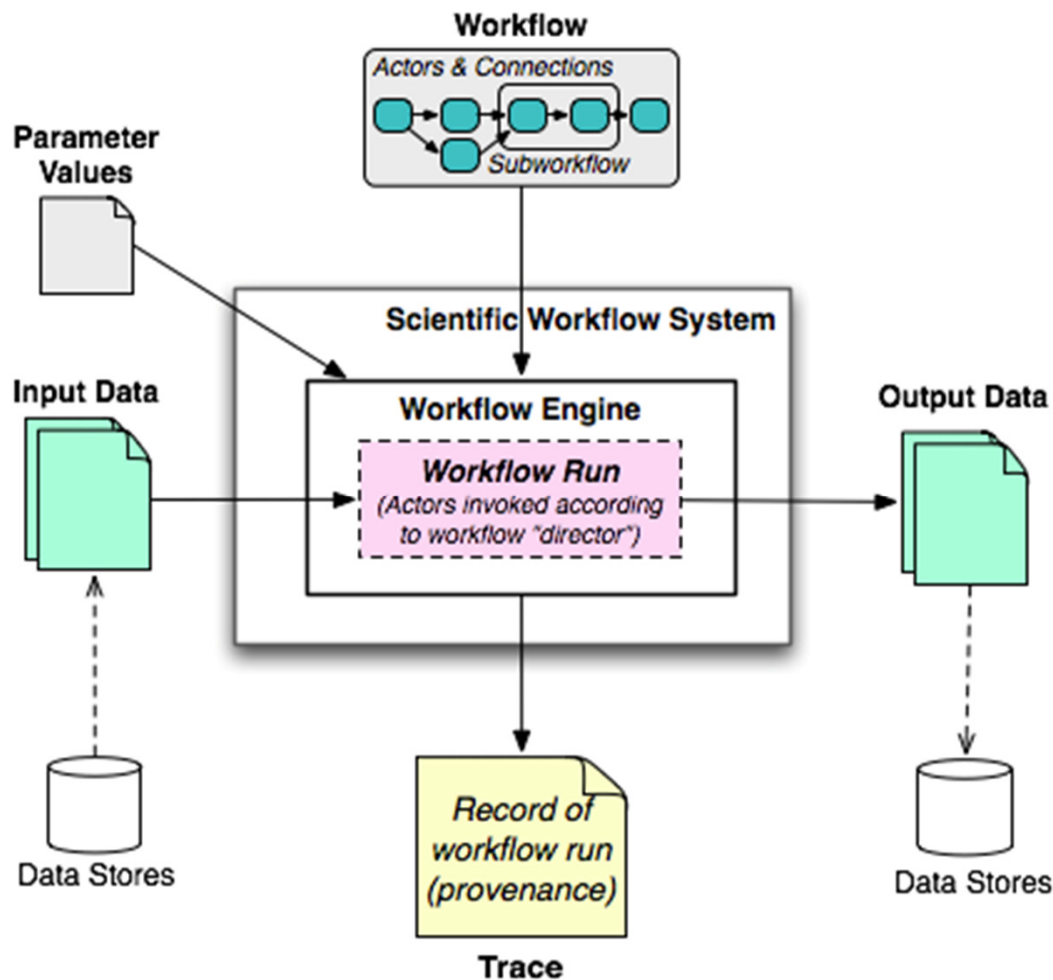 Workflow
Actors & Connections
Subworkflow
Parameter
Values
Scientific Workflow System
Input Data
Workflow Engine
Output Data
Workflow Run
(Actors invoked according
to workflow "director")
Data Stores
Record of
workflow run
(provenance)
Data Stores
Trace